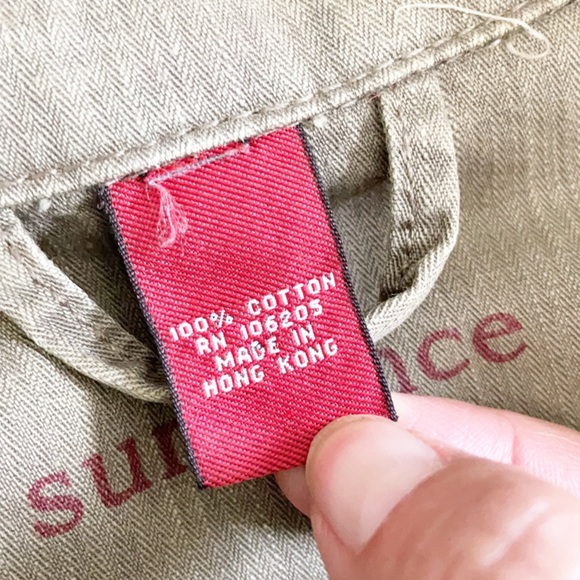 100% COTTON
RN 106205
MADE IN
HONG KONG